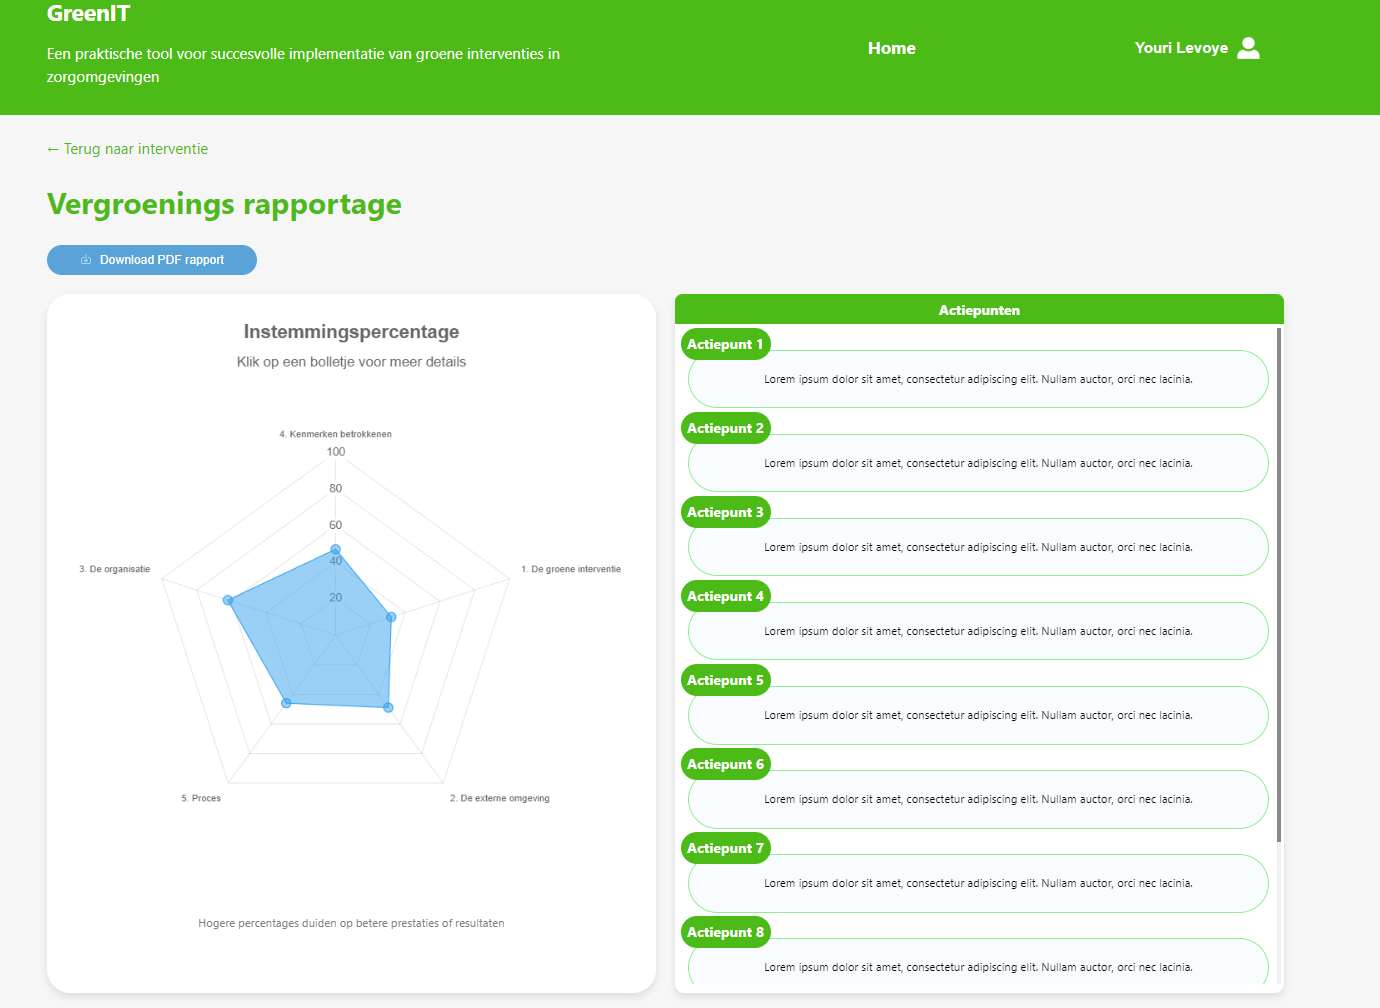 GreenIT
Een praktische tool voor succesvolle implementatie van groene interventies in
zorgomgevingen
Home
Youri Levoye
← Terug naar interventie
Vergroenings rapportage
Download PDF rapport
Instemmingspercentage
Klik op een bolletje voor meer details
4. Kenmerken betrokkenen
100
80
60
40
20
3. De organisatie
1. De groene interventie
5. Proces
2. De externe omgeving
Hogere percentages duiden op betere prestaties of resultaten
Actiepunten
Actiepunt 1
Lorem ipsum dolor sit amet, consectetur adipiscing elit. Nullam auctor, orci nec lacinia.
Actiepunt 2
Lorem ipsum dolor sit amet, consectetur adipiscing elit. Nullam auctor, orci nec lacinia.
Actiepunt 3
Lorem ipsum dolor sit amet, consectetur adipiscing elit. Nullam auctor, orci nec lacinia.
Actiepunt 4
Lorem ipsum dolor sit amet, consectetur adipiscing elit. Nullam auctor, orci nec lacinia.
Actiepunt 5
Lorem ipsum dolor sit amet, consectetur adipiscing elit. Nullam auctor, orci nec lacinia.
Actiepunt 6
Lorem ipsum dolor sit amet, consectetur adipiscing elit. Nullam auctor, orci nec lacinia.
Actiepunt 7
Lorem ipsum dolor sit amet, consectetur adipiscing elit. Nullam auctor, orci nec lacinia.
Actiepunt 8
Lorem ipsum dolor sit amet, consectetur adipiscing elit. Nullam auctor, orci nec lacinia.